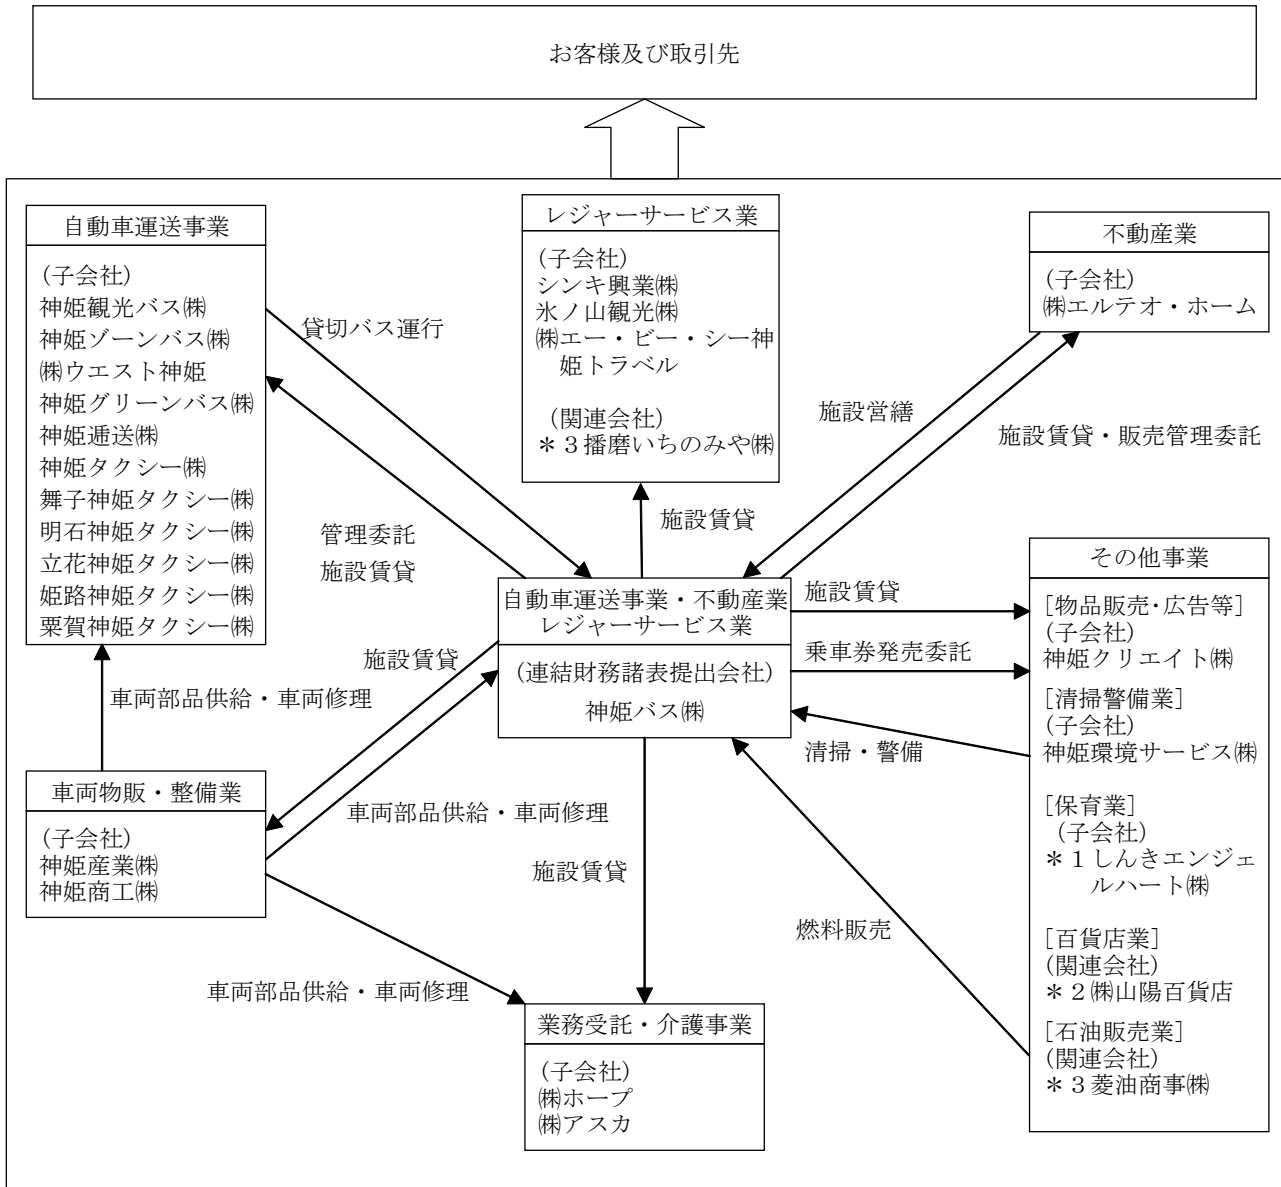 お客様及び取引先
自動車運送事業
(子会社)
神姫観光バス㈱
神姫ゾーンバス㈱
㈱ウエスト神姫
神姫グリーンバス㈱
神姫逓送㈱
神姫タクシー㈱
舞子神姫タクシー㈱
明石神姫タクシー㈱
立花神姫タクシー㈱
姫路神姫タクシー㈱
粟賀神姫タクシー㈱
貸切バス運行
管理委託
施設賃貸
レジャーサービス業
(子会社)
シンキ興業㈱
氷ノ山観光㈱
㈱エー・ビー・シー神
姫トラベル
(関連会社)
＊３播磨いちのみや㈱
施設賃貸
不動産業
(子会社)
㈱エルテオ・ホーム
施設営繕
施設賃貸・販売管理委託
自動車運送事業・不動産業
レジャーサービス業
(連結財務諸表提出会社)
神姫バス㈱
施設賃貸
乗車券発売委託
清掃・警備
燃料販売
その他事業
[物品販売･広告等]
(子会社)
神姫クリエイト㈱
[清掃警備業]
(子会社)
神姫環境サービス㈱
[保育業]
(子会社)
＊１しんきエンジェ
ルハート㈱
[百貨店業]
(関連会社)
＊２㈱山陽百貨店
[石油販売業]
(関連会社)
＊３菱油商事㈱
施設賃貸
車両部品供給・車両修理
車両物販・整備業
(子会社)
神姫産業㈱
神姫商工㈱
車両部品供給・車両修理
施設賃貸
車両部品供給・車両修理
業務受託・介護事業
(子会社)
㈱ホープ
㈱アスカ